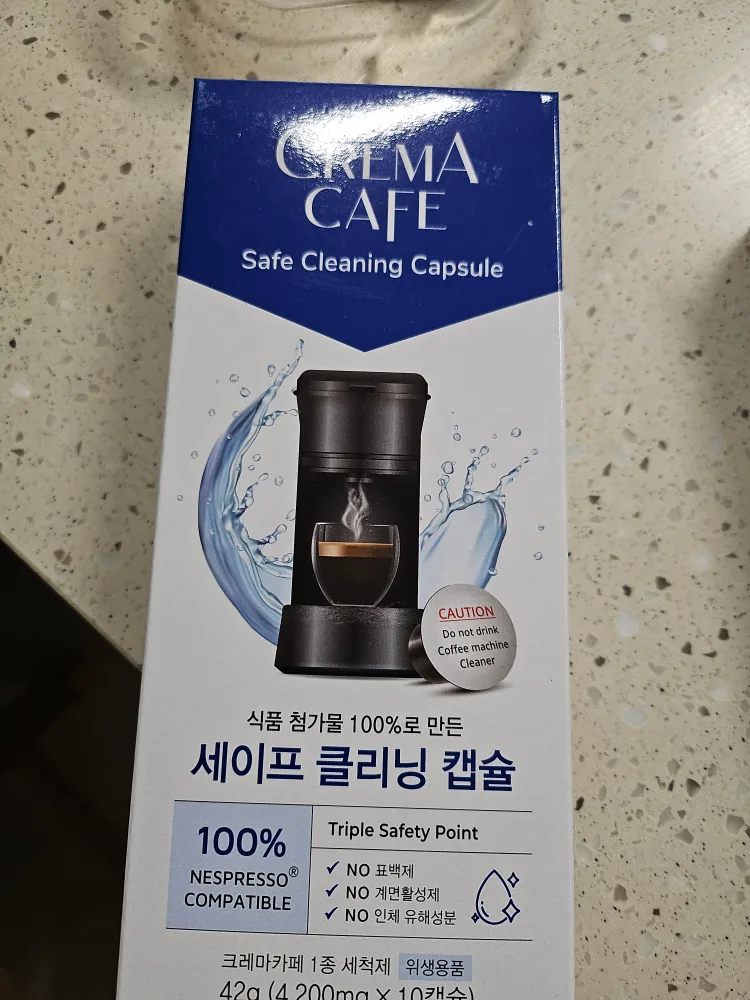 CREMA
CAFE
Safe Cleaning Capsule
CAUTION
Do not drink
Coffee machine
Cleaner
식품 첨가물 100%로 만든
세이프 클리닝 캡슐
100%
NESPRESSO®
COMPATIBLE
Triple Safety Point
✓ NO 표백제
✓ NO 계면활성제
✓ NO 인체 유해성분
크레마카페 1종 세척제 위생용품
42g (4,200mg × 10캡슐)